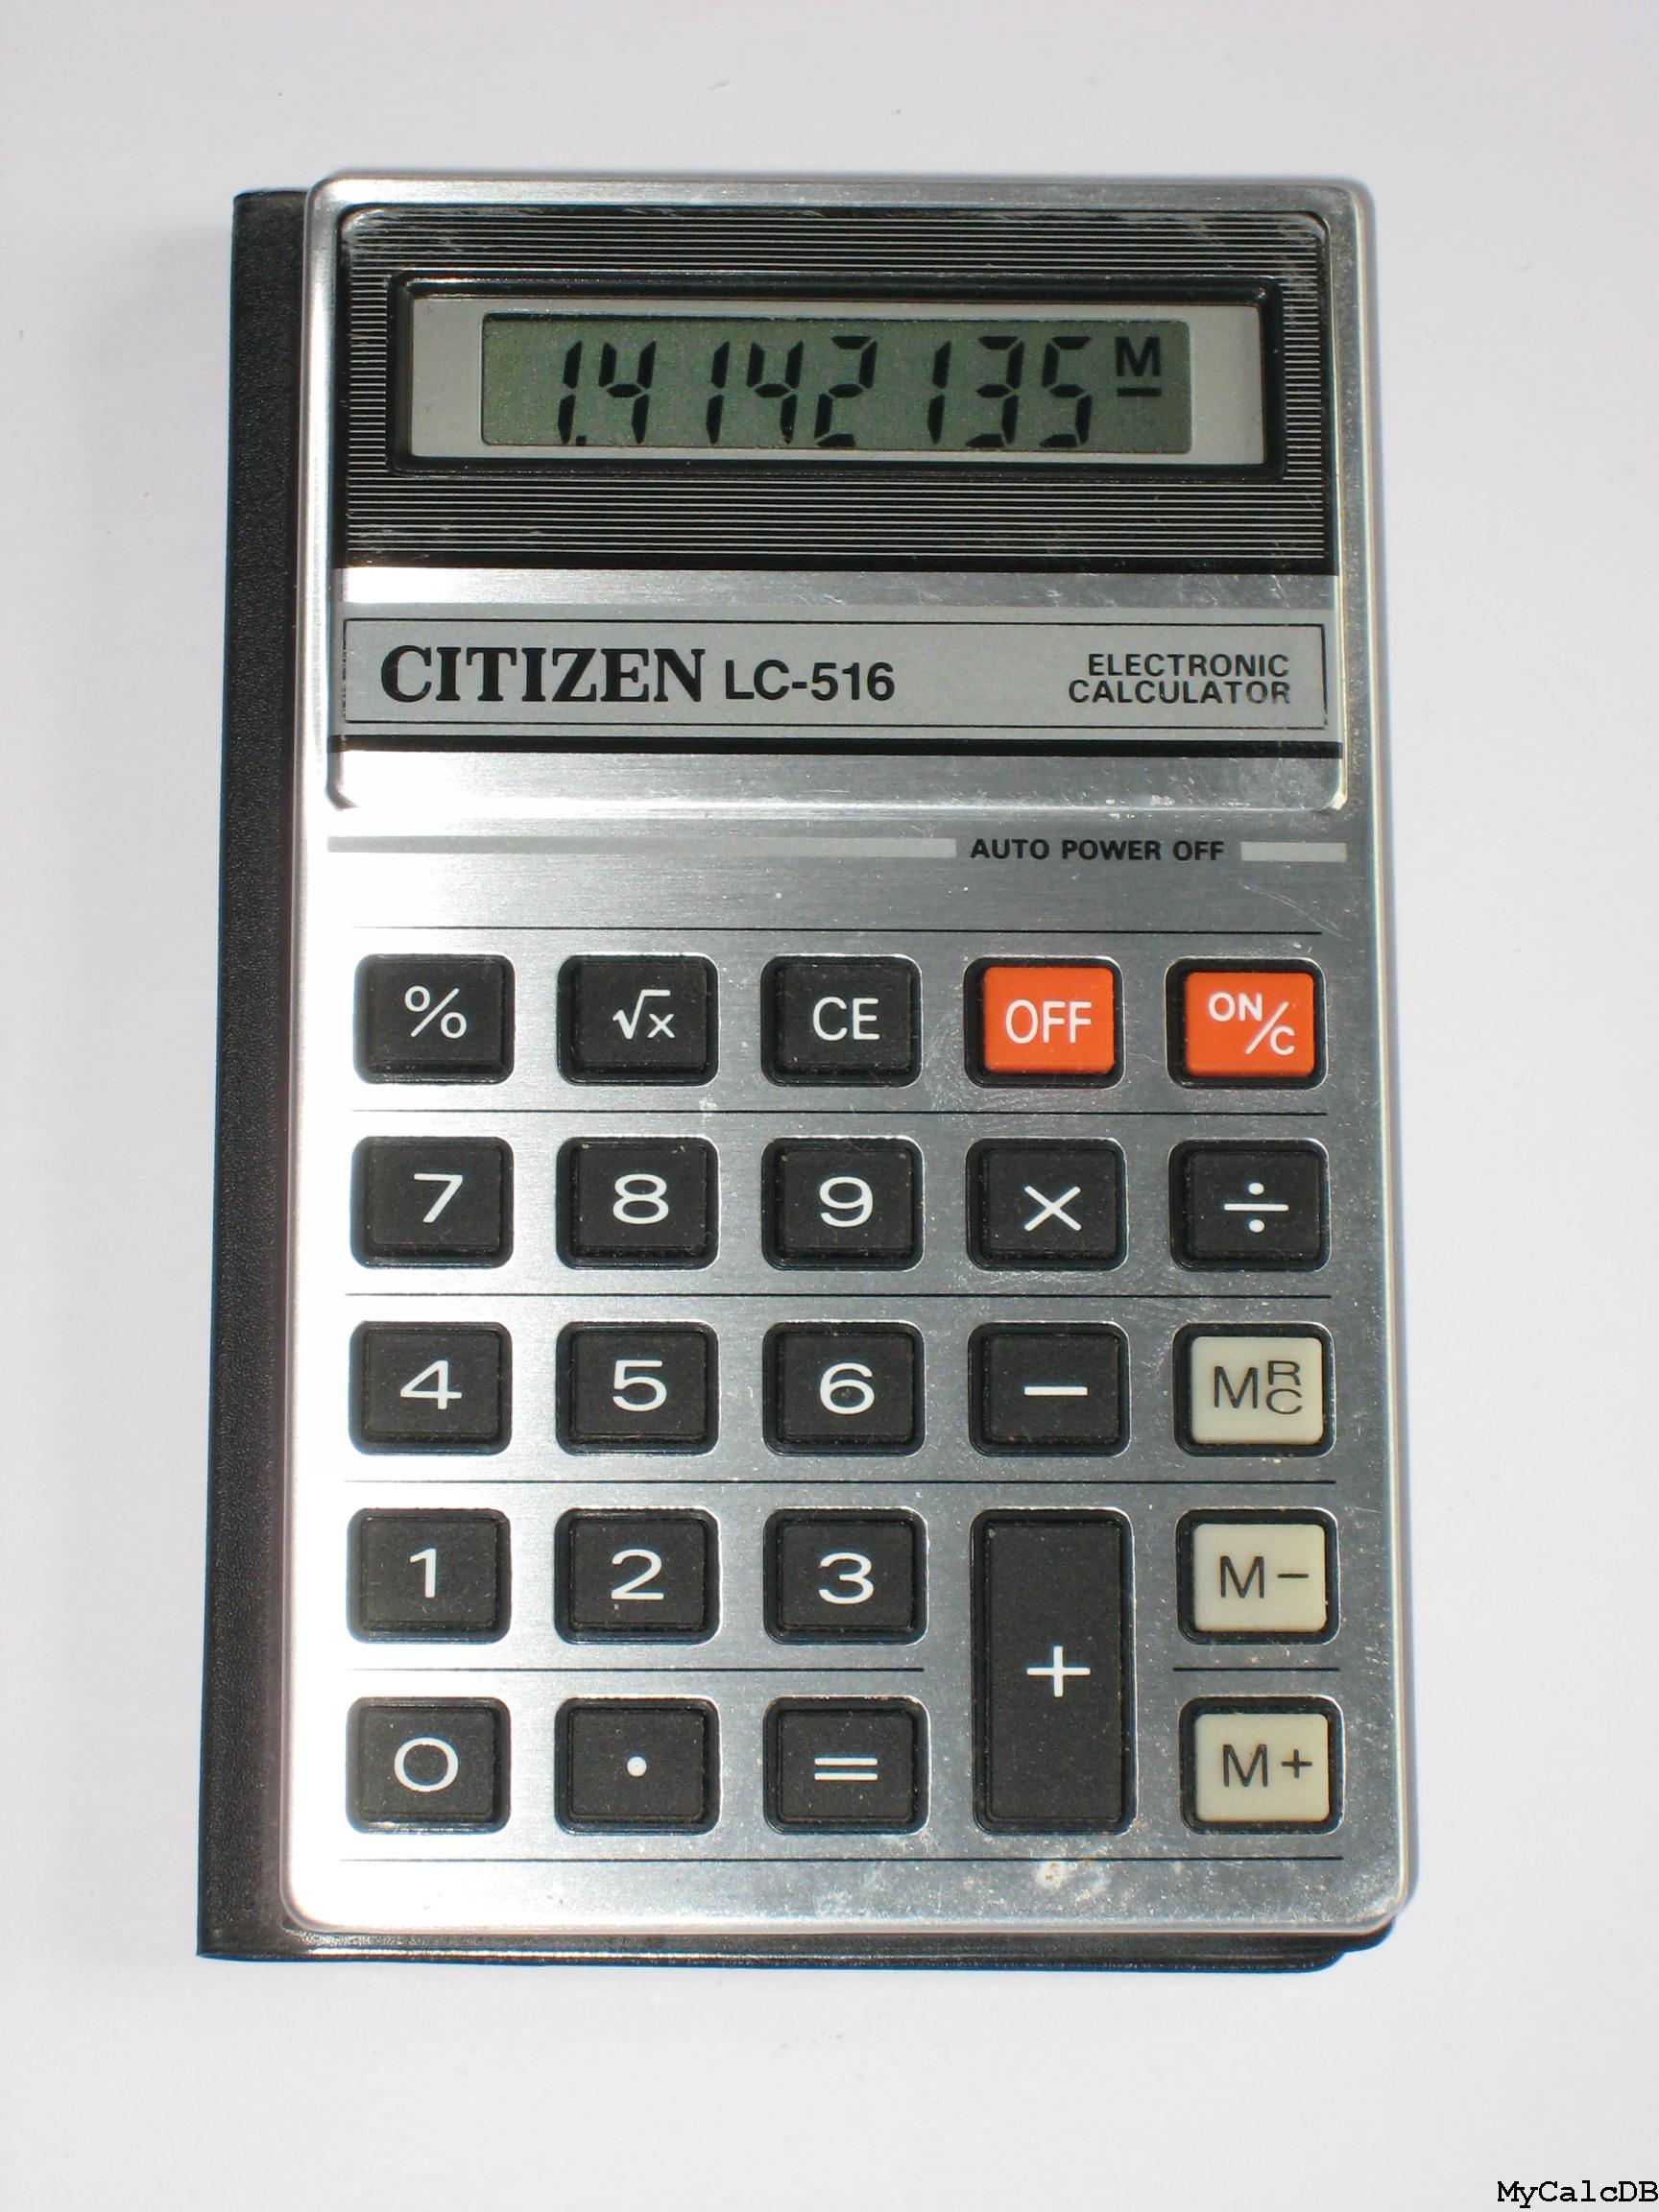 1.4142135 M
−
CITIZEN LC-516
ELECTRONIC
CALCULATOR
AUTO POWER OFF
% √x CE OFF ON/C
7 8 9 × ÷
4 5 6 − MRC
1 2 3 M−
0 . = + M+
MyCalcDB